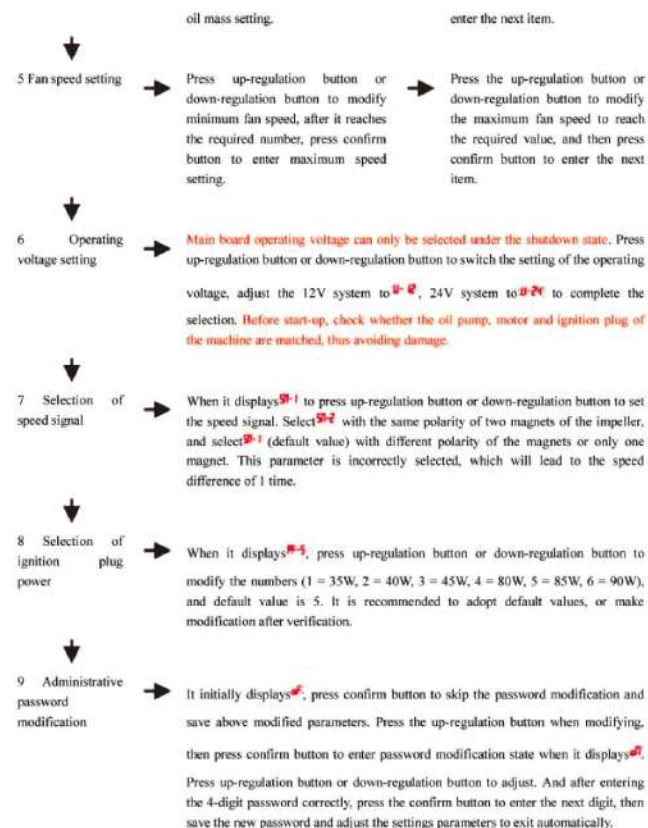 oil mass setting.
enter the next item.
5 Fan speed setting
Press up-regulation button or
down-regulation button to modify
minimum fan speed, after it reaches
the required number, press confirm
button to enter maximum speed
setting.
Press the up-regulation button or
down-regulation button to modify
the maximum fan speed to reach
the required value, and then press
confirm button to enter the next
item.
6 Operating
voltage setting
Main board operating voltage can only be selected under the shutdown state. Press
up-regulation button or down-regulation button to switch the setting of the operating
voltage, adjust the 12V system to U-12, 24V system to U-24 to complete the
selection. Before start-up, check whether the oil pump, motor and ignition plug of
the machine are matched, thus avoiding damage.
7 Selection of
speed signal
When it displays to press up-regulation button or down-regulation button to set
the speed signal. Select with the same polarity of two magnets of the impeller,
and select (default value) with different polarity of the magnets or only one
magnet. This parameter is incorrectly selected, which will lead to the speed
difference of 1 time.
8 Selection of
ignition plug
power
When it displays , press up-regulation button or down-regulation button to
modify the numbers (1 = 35W, 2 = 40W, 3 = 45W, 4 = 80W, 5 = 85W, 6 = 90W),
and default value is 5. It is recommended to adopt default values, or make
modification after verification.
9 Administrative
password
modification
It initially displays , press confirm button to skip the password modification and
save above modified parameters. Press the up-regulation button when modifying,
then press confirm button to enter password modification state when it displays .
Press up-regulation button or down-regulation button to adjust. And after entering
the 4-digit password correctly, press the confirm button to enter the next digit, then
save the new password and adjust the settings parameters to exit automatically.